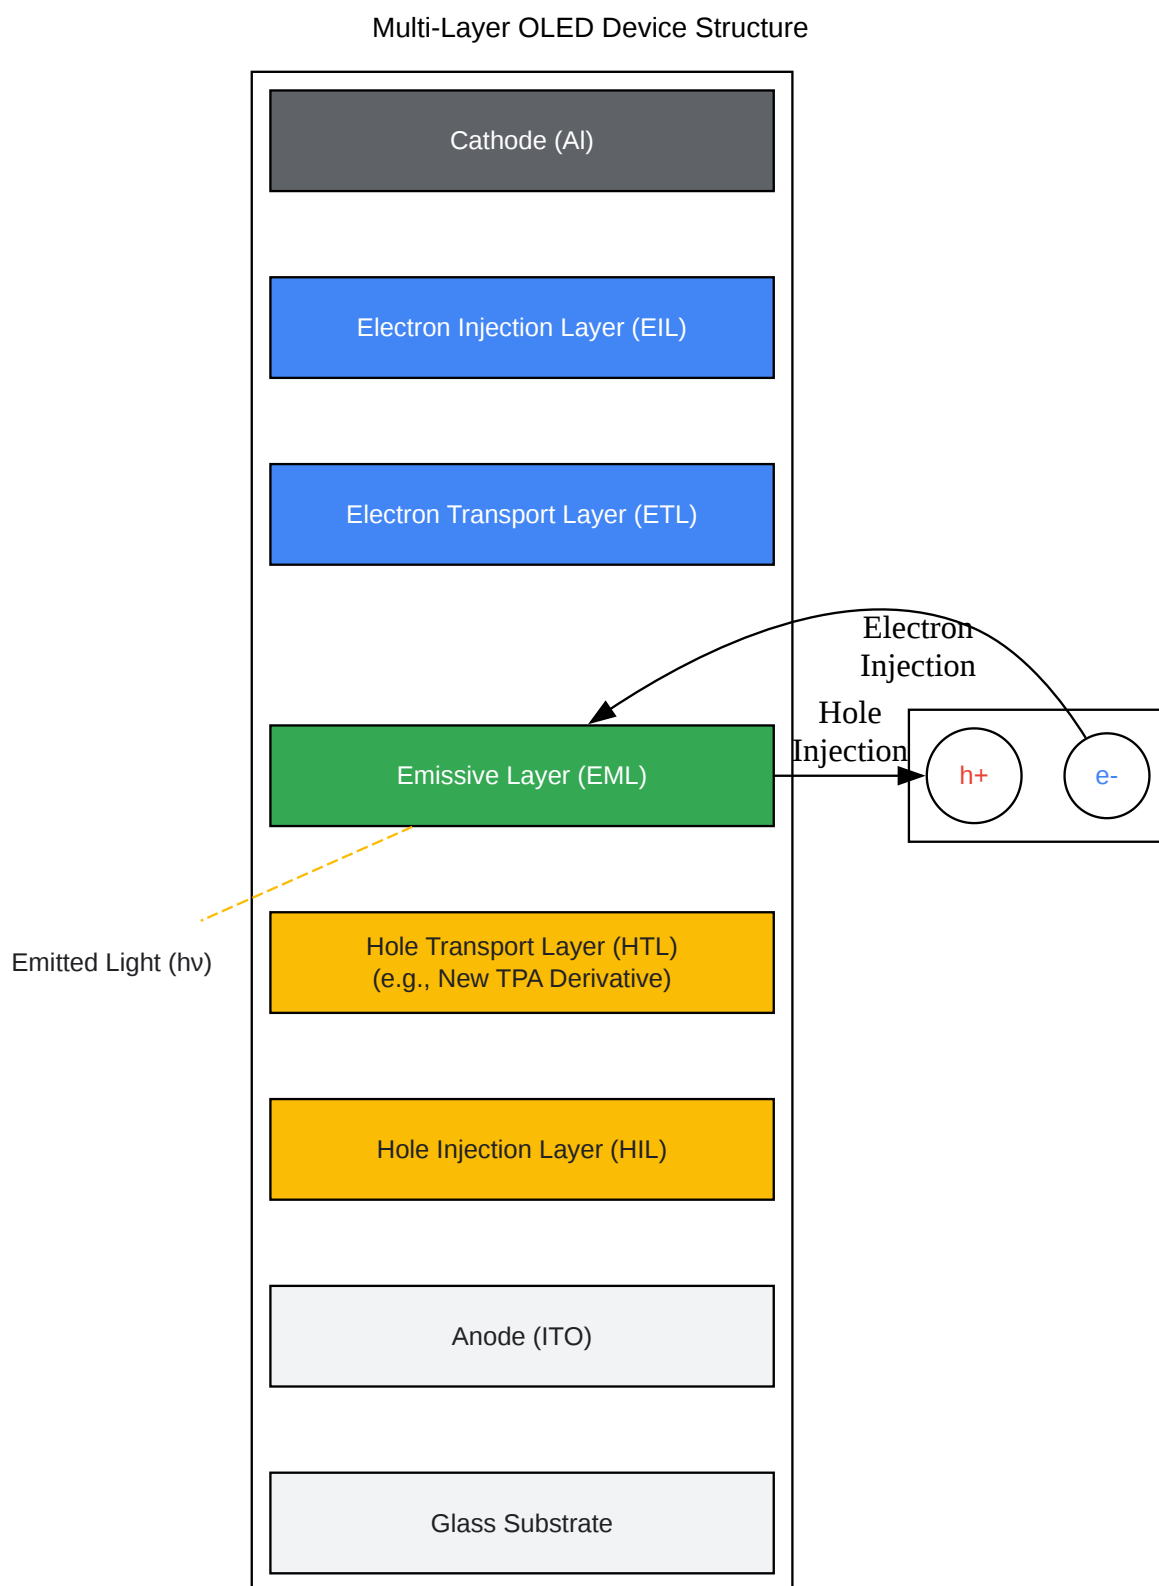 Multi-Layer OLED Device Structure
Cathode (Al)
Electron Injection Layer (EIL)
Electron Transport Layer (ETL)
Electron
Injection
Hole
Injection
Emissive Layer (EML)
h+
e-
Hole Transport Layer (HTL)
(e.g., New TPA Derivative)
Emitted Light (hν)
Hole Injection Layer (HIL)
Anode (ITO)
Glass Substrate